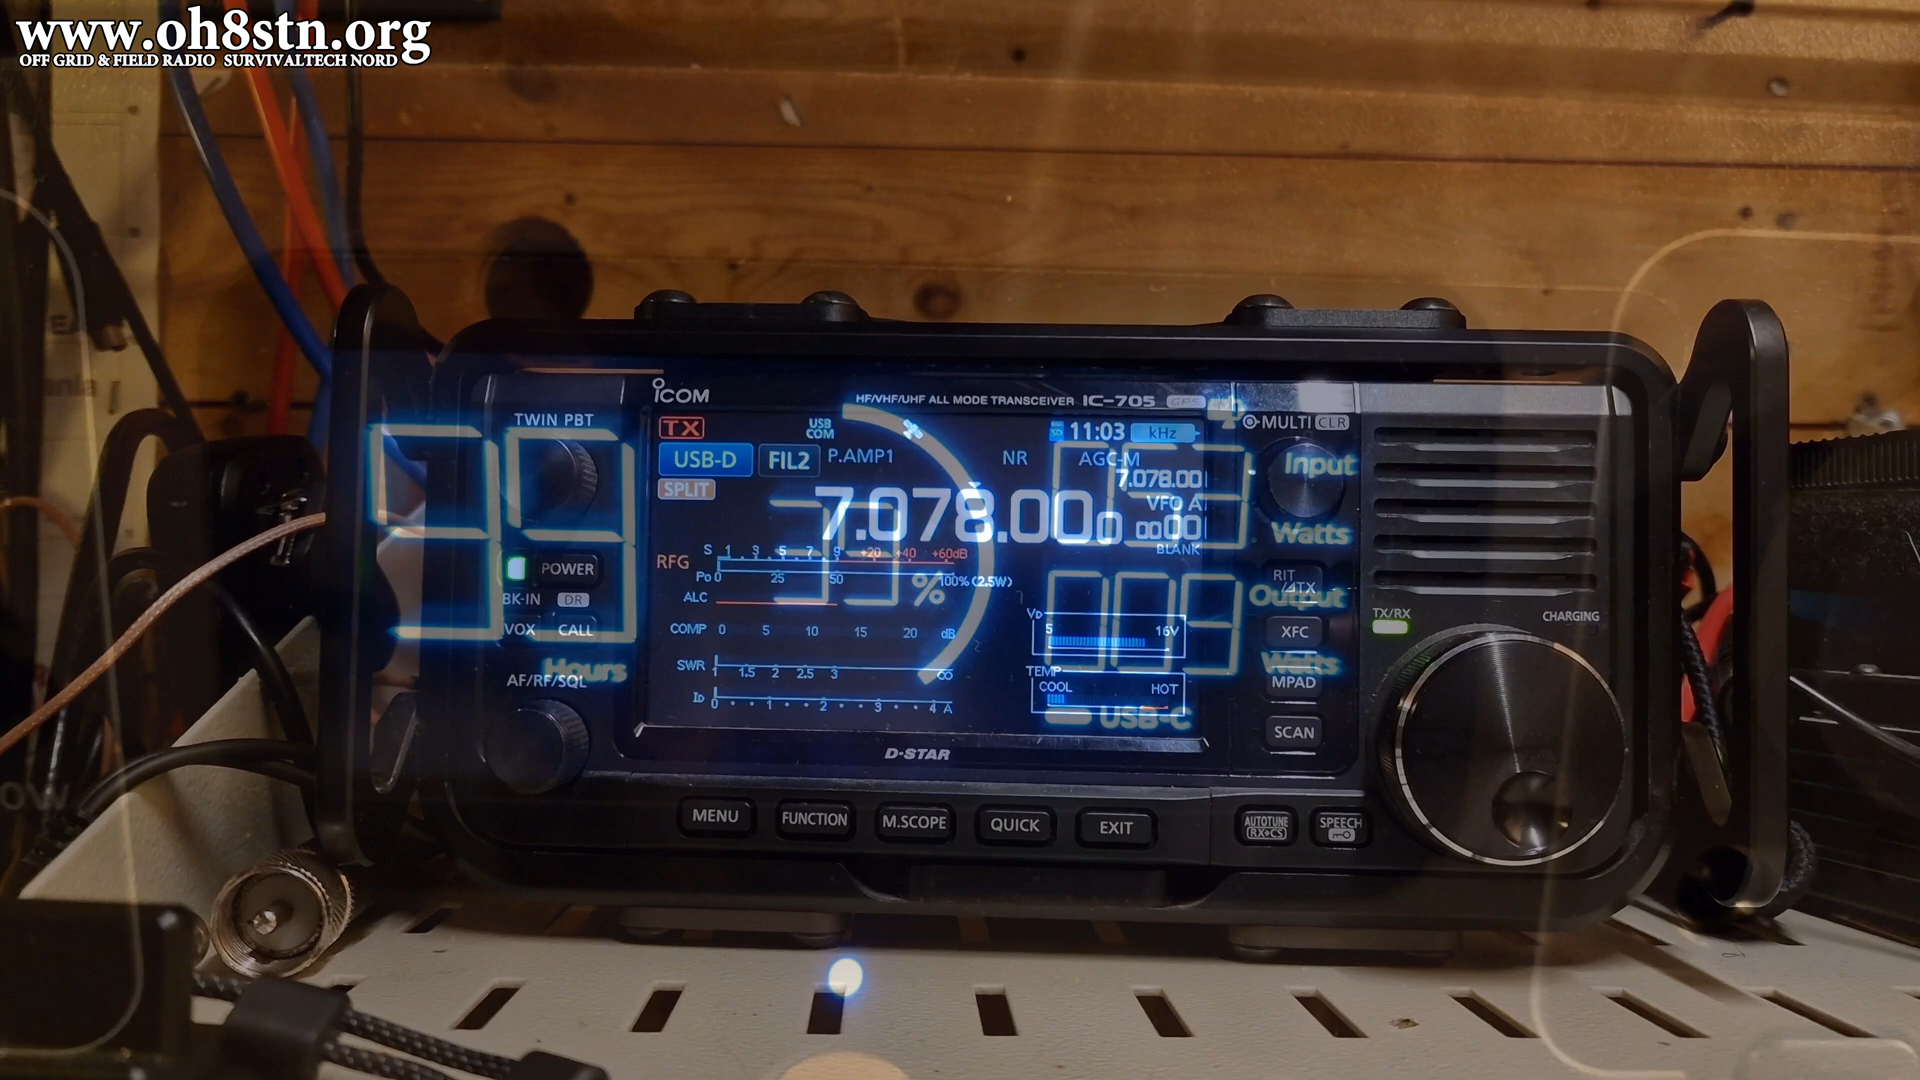 www.oh8stn.org
OFF GRID & FIELD RADIO SURVIVALTECH NORD
ICOM
HF/VHF/UHF ALL MODE TRANSCEIVER IC-705 GPS
TWIN PBT
TX
USB COM
11:03
kHz
MULTI CLR
USB-D
FIL2
P.AMP1
NR
AGC-M
Input
SPLIT
7.078.00
7.078.000
VFO A
0000
BLANK
99
Watts
RFG
S 1 3 5 7 9 +20 +40 +60dB
Po 0 25 50 100% (2.5W)
%
ALC
COMP 0 5 10 15 20 dB
SWR 1 1.5 2 2.5 3 ∞
ID 0 1 2 3 4 A
VD
5 16V
TEMP
COOL HOT
009
Output
Watts
USB-C
POWER
BK-IN DR
VOX CALL
Hours
AF/RF/SQL
RIT
⊿TX
XFC
MPAD
SCAN
TX/RX
CHARGING
D-STAR
MENU
FUNCTION
M.SCOPE
QUICK
EXIT
AUTOTUNE
RX→CS
SPEECH